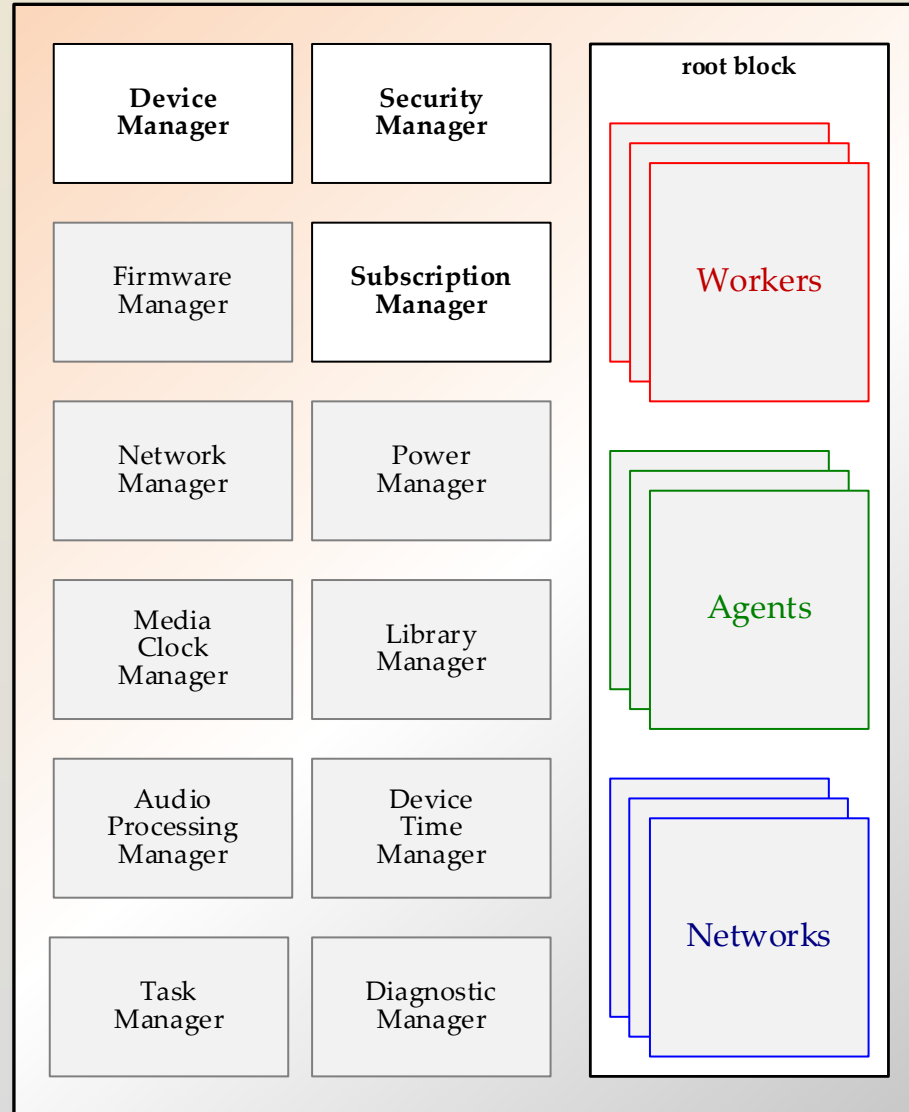 Device
Manager
Security
Manager
Firmware
Manager
Subscription
Manager
Network
Manager
Power
Manager
Media
Clock
Manager
Library
Manager
Audio
Processing
Manager
Device
Time
Manager
Task
Manager
Diagnostic
Manager
root block
Workers
Agents
Networks